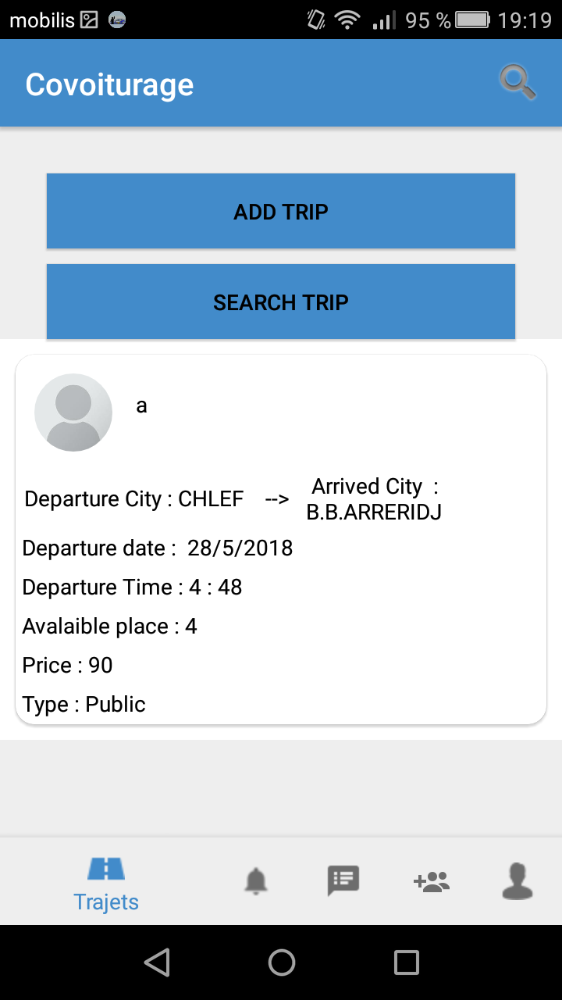 mobilis 95 % 19:19
Covoiturage
ADD TRIP
SEARCH TRIP
a
Departure City : CHLEF --> Arrived City :
B.B.ARRERIDJ
Departure date : 28/5/2018
Departure Time : 4 : 48
Avalaible place : 4
Price : 90
Type : Public
Trajets